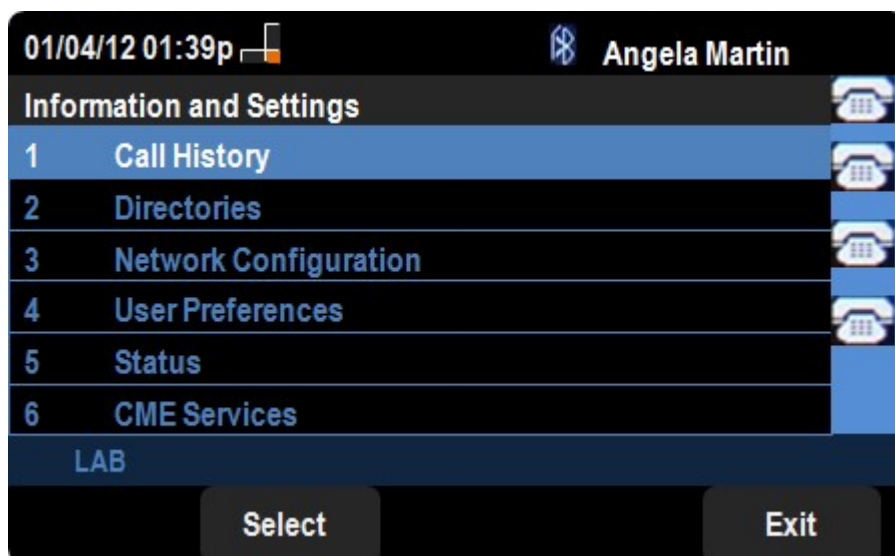 01/04/12 01:39p Angela Martin
Information and Settings
1 Call History
2 Directories
3 Network Configuration
4 User Preferences
5 Status
6 CME Services
LAB
Select Exit